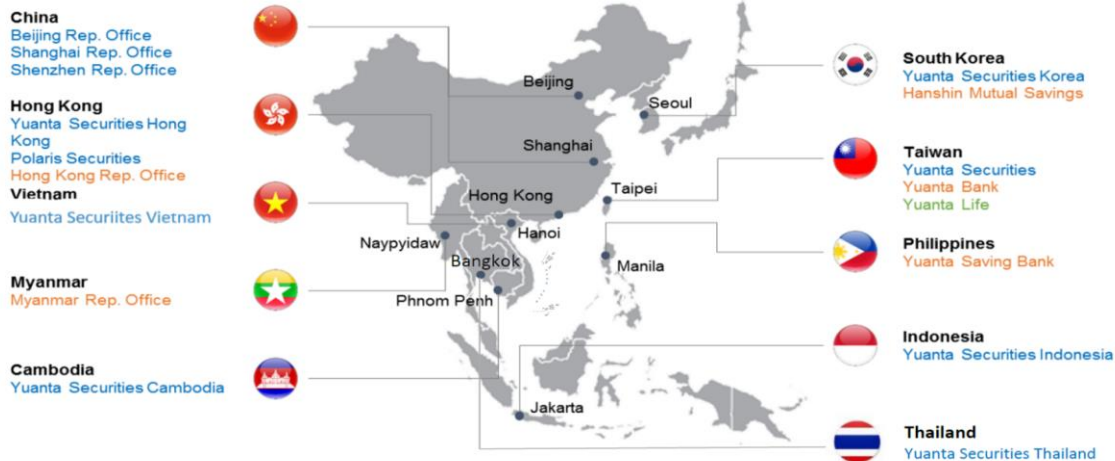 China
Beijing Rep. Office
Shanghai Rep. Office
Shenzhen Rep. Office
Hong Kong
Yuanta Securities Hong
Kong
Polaris Securities
Hong Kong Rep. Office
Vietnam
Yuanta Securiites Vietnam
Myanmar
Myanmar Rep. Office
Cambodia
Yuanta Securities Cambodia
Beijing
Seoul
Shanghai
Hong Kong
Taipei
Hanoi
Naypyidaw
Bangkok
Manila
Phnom Penh
Jakarta
South Korea
Yuanta Securities Korea
Hanshin Mutual Savings
Taiwan
Yuanta Securities
Yuanta Bank
Yuanta Life
Philippines
Yuanta Saving Bank
Indonesia
Yuanta Securities Indonesia
Thailand
Yuanta Securities Thailand